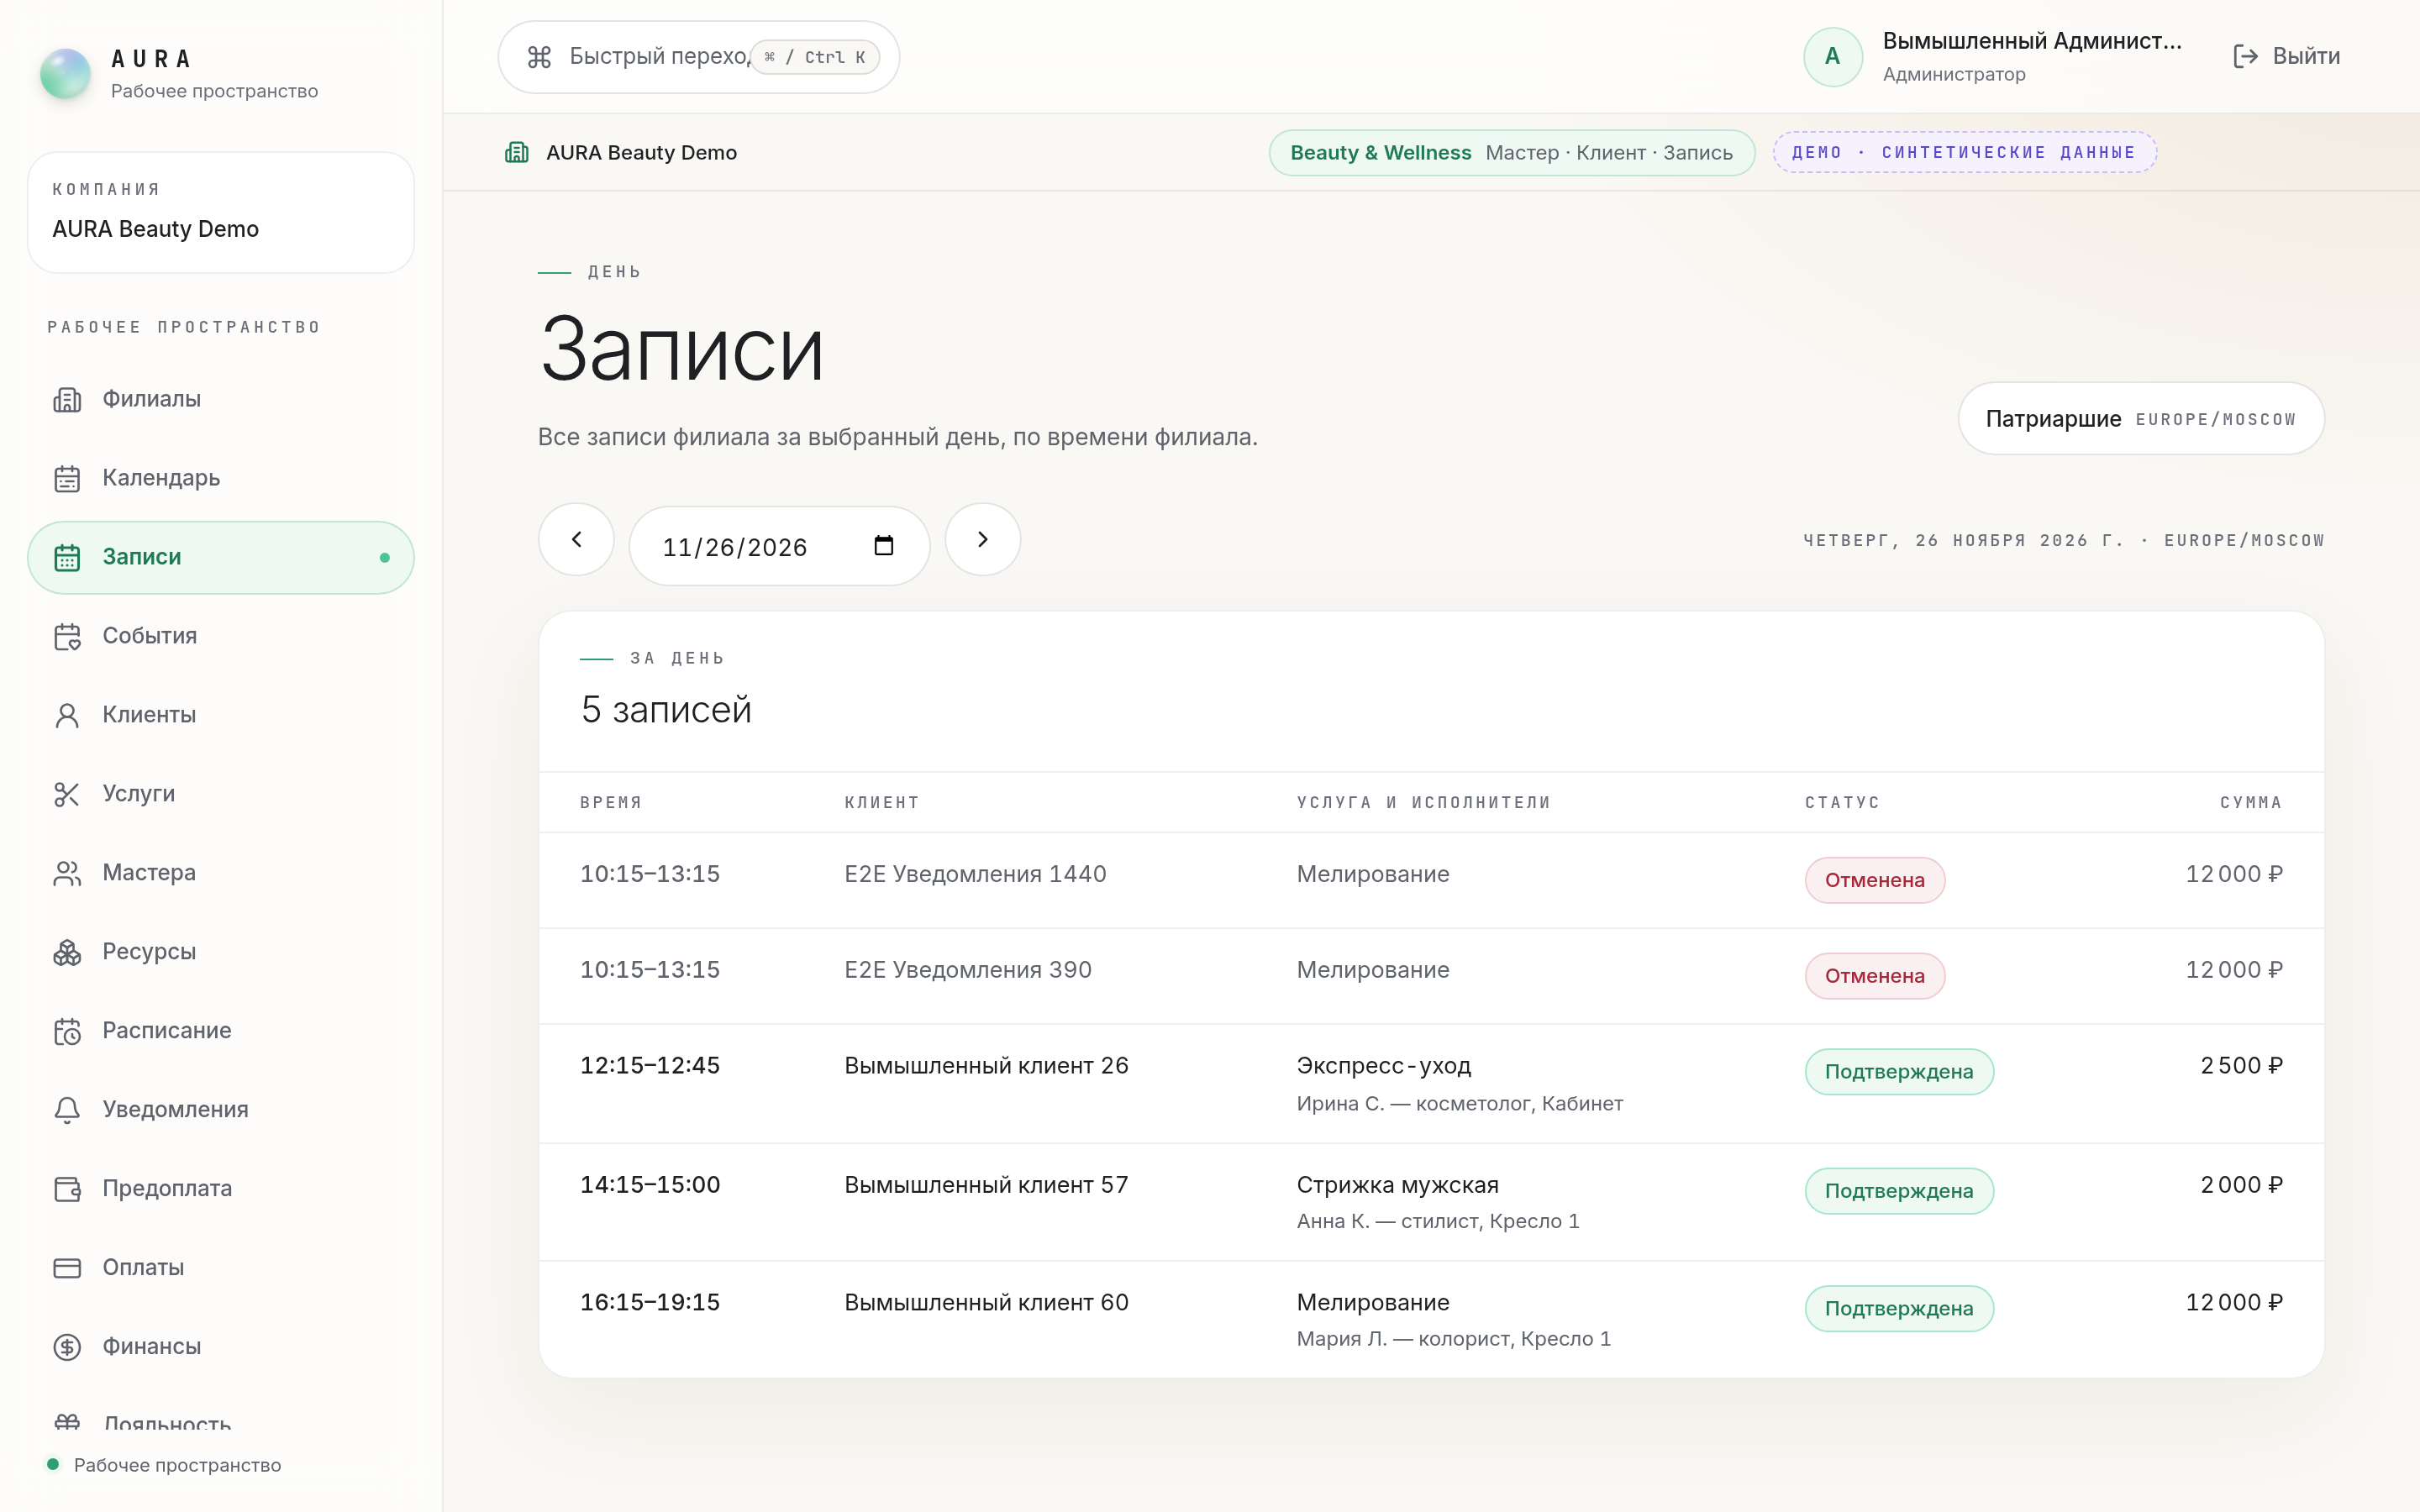 AURA
Рабочее пространство
КОМПАНИЯ
AURA Beauty Demo
РАБОЧЕЕ ПРОСТРАНСТВО
Филиалы
Календарь
Записи
События
Клиенты
Услуги
Мастера
Ресурсы
Расписание
Уведомления
Предоплата
Оплаты
Финансы
Лояльность
Рабочее пространство
Быстрый переход ⌘ / Ctrl K
A Вымышленный Админист...
Администратор
Выйти
AURA Beauty Demo
Beauty & Wellness Мастер · Клиент · Запись
ДЕМО · СИНТЕТИЧЕСКИЕ ДАННЫЕ
ДЕНЬ
Записи
Все записи филиала за выбранный день, по времени филиала.
Патриаршие EUROPE/MOSCOW
11/26/2026
ЧЕТВЕРГ, 26 НОЯБРЯ 2026 Г. · EUROPE/MOSCOW
ЗА ДЕНЬ
5 записей
ВРЕМЯ КЛИЕНТ УСЛУГА И ИСПОЛНИТЕЛИ СТАТУС СУММА
10:15–13:15 E2E Уведомления 1440 Мелирование Отменена 12 000 ₽
10:15–13:15 E2E Уведомления 390 Мелирование Отменена 12 000 ₽
12:15–12:45 Вымышленный клиент 26 Экспресс-уход Подтверждена 2 500 ₽
Ирина С. — косметолог, Кабинет
14:15–15:00 Вымышленный клиент 57 Стрижка мужская Подтверждена 2 000 ₽
Анна К. — стилист, Кресло 1
16:15–19:15 Вымышленный клиент 60 Мелирование Подтверждена 12 000 ₽
Мария Л. — колорист, Кресло 1